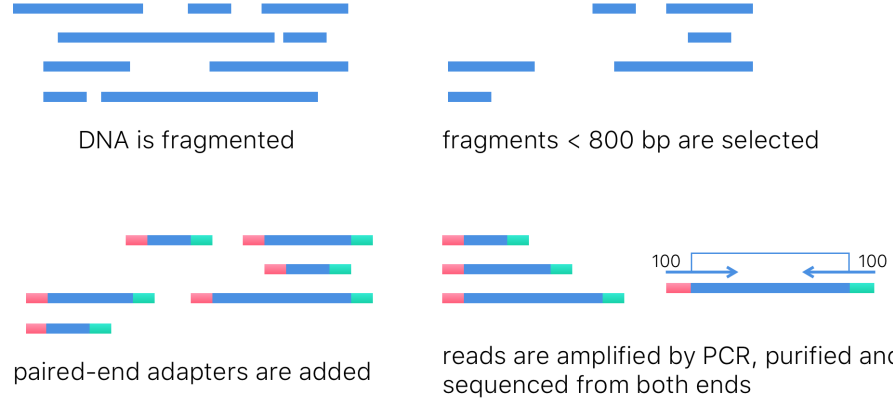 DNA is fragmented
fragments < 800 bp are selected
paired-end adapters are added
100
100
reads are amplified by PCR, purified and
sequenced from both ends